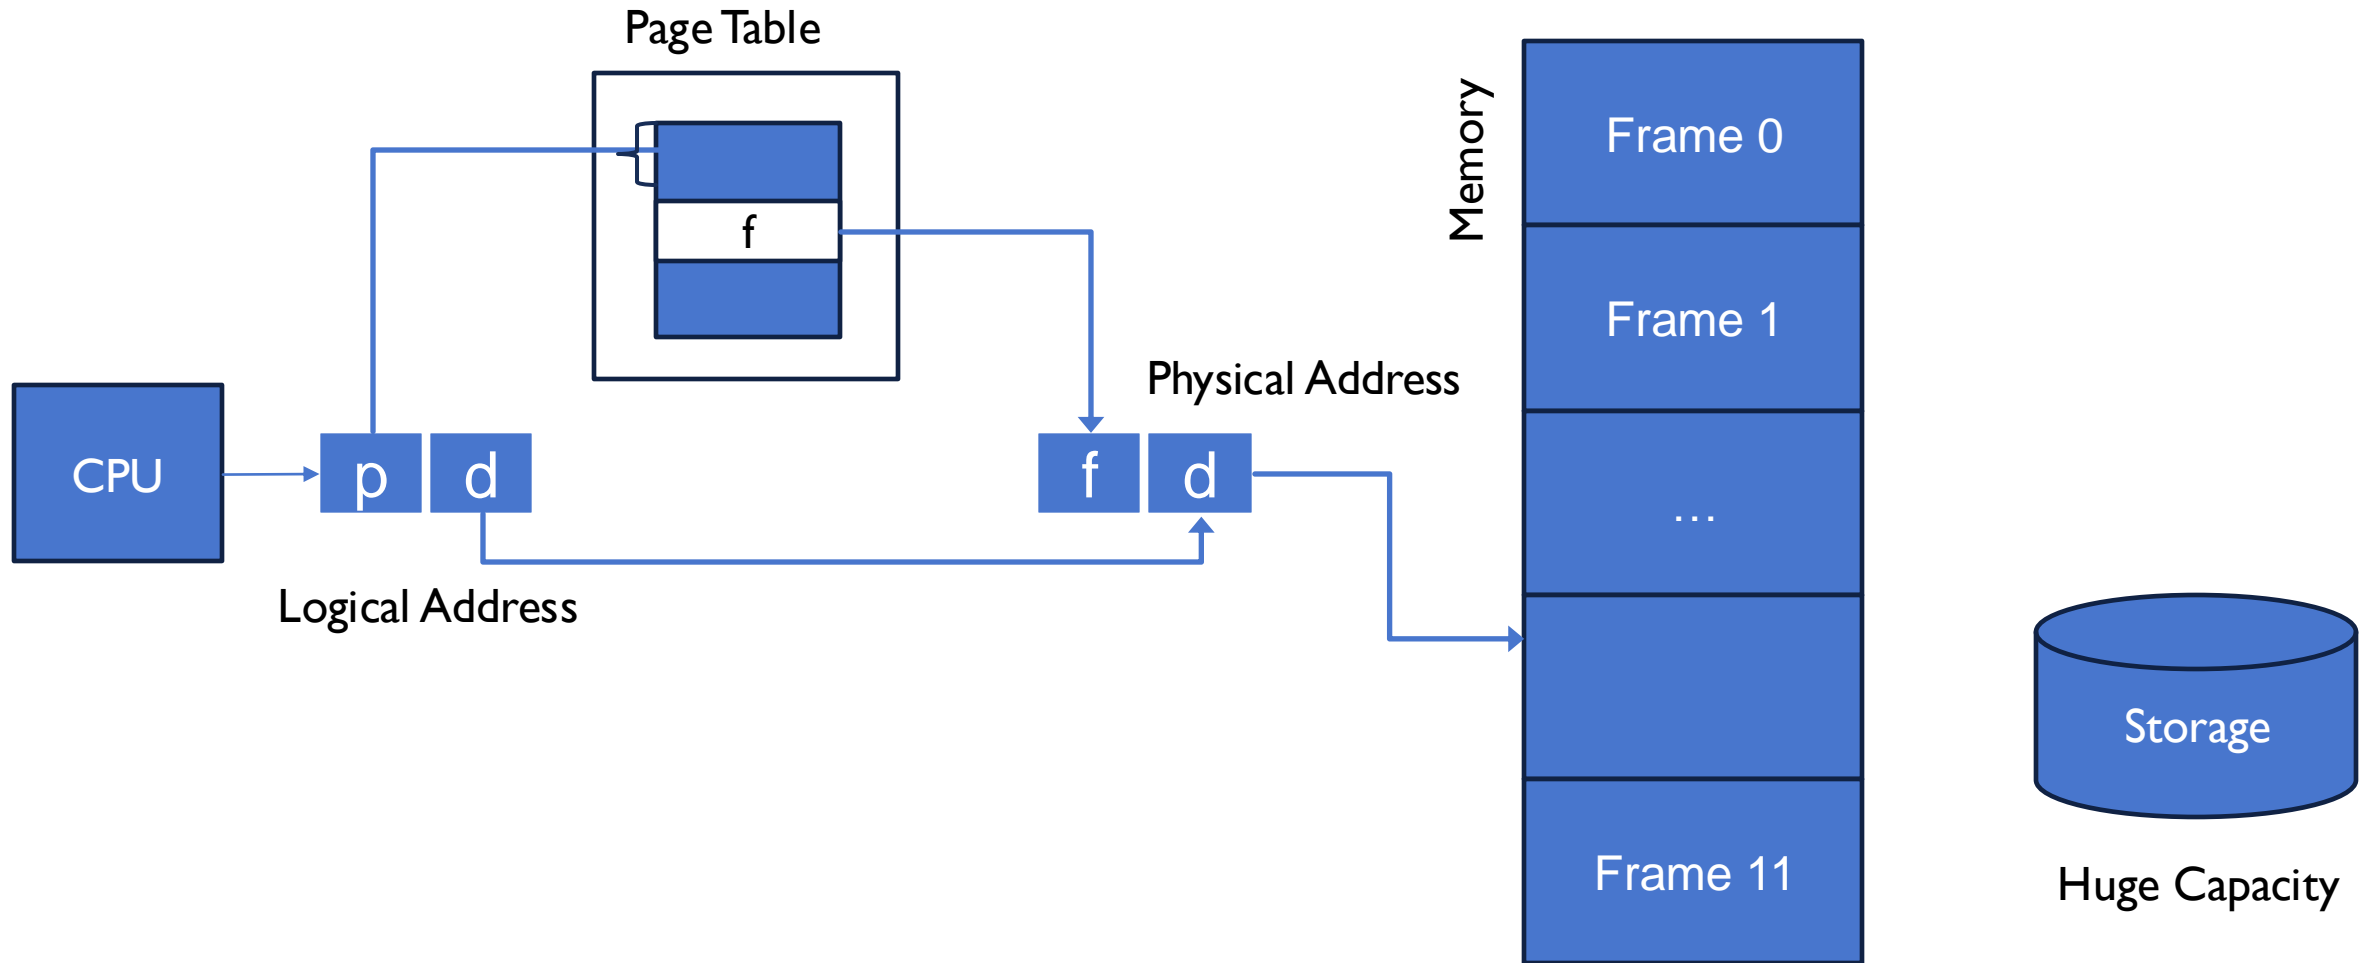 Page Table
f
Memory
Frame 0
Frame 1
...
Frame 11
Physical Address
CPU
p d
f d
Logical Address
Storage
Huge Capacity